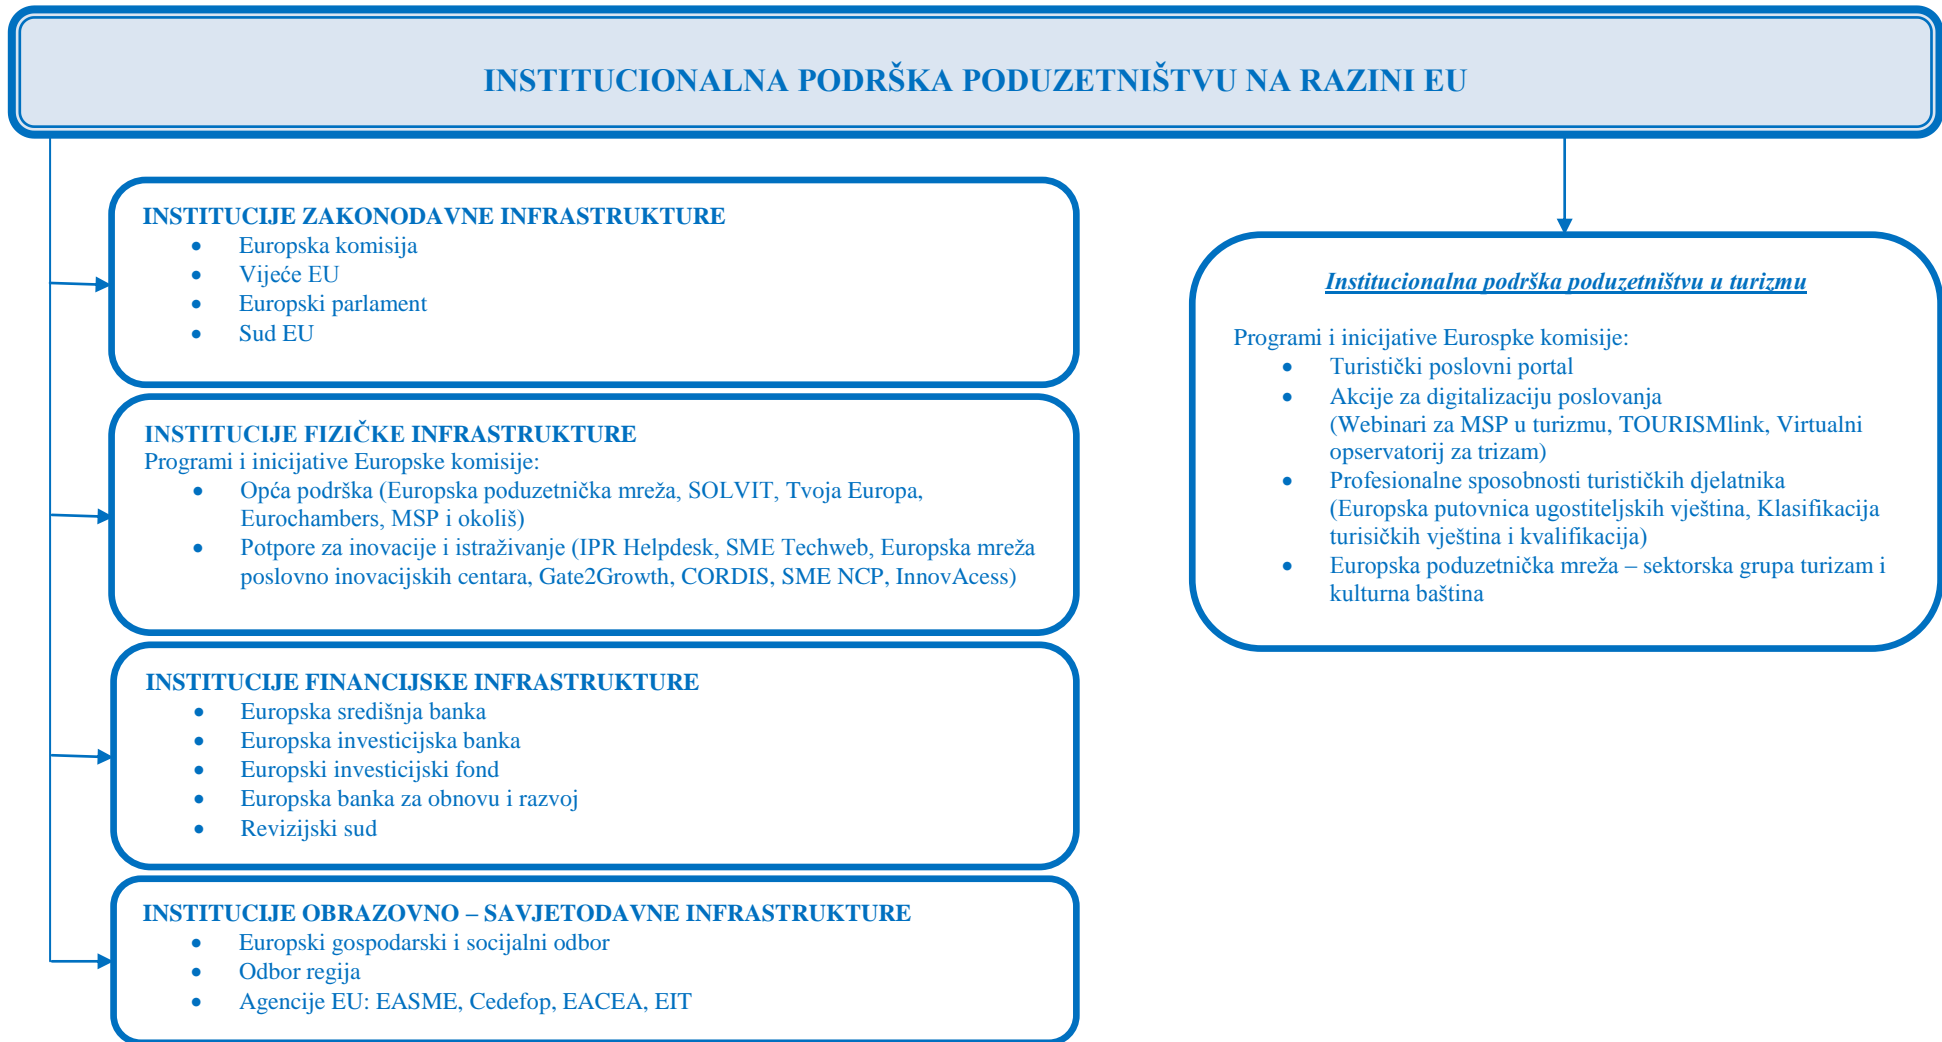 INSTITUCIONALNA PODRŠKA PODUZETNIŠTVU NA RAZINI EU
INSTITUCIJE ZAKONODAVNE INFRASTRUKTURE
• Europska komisija
• Vijeće EU
• Europski parlament
• Sud EU
INSTITUCIJE FIZIČKE INFRASTRUKTURE
Programi i inicijative Europske komisije:
• Opća podrška (Europska poduzetnička mreža, SOLVIT, Tvoja Europa,
Eurochambers, MSP i okoliš)
• Potpore za inovacije i istraživanje (IPR Helpdesk, SME Techweb, Europska mreža
poslovno inovacijskih centara, Gate2Growth, CORDIS, SME NCP, InnovAcess)
INSTITUCIJE FINANCIJSKE INFRASTRUKTURE
• Europska središnja banka
• Europska investicijska banka
• Europski investicijski fond
• Europska banka za obnovu i razvoj
• Revizijski sud
INSTITUCIJE OBRAZOVNO – SAVJETODAVNE INFRASTRUKTURE
• Europski gospodarski i socijalni odbor
• Odbor regija
• Agencije EU: EASME, Cedefop, EACEA, EIT
Institucionalna podrška poduzetništvu u turizmu
Programi i inicijative Eurospke komisije:
• Turistički poslovni portal
• Akcije za digitalizaciju poslovanja
(Webinari za MSP u turizmu, TOURISMlink, Virtualni
opservatorij za trizam)
• Profesionalne sposobnosti turističkih djelatnika
(Europska putovnica ugostiteljskih vještina, Klasifikacija
turisičkih vještina i kvalifikacija)
• Europska poduzetnička mreža – sektorska grupa turizam i
kulturna baština